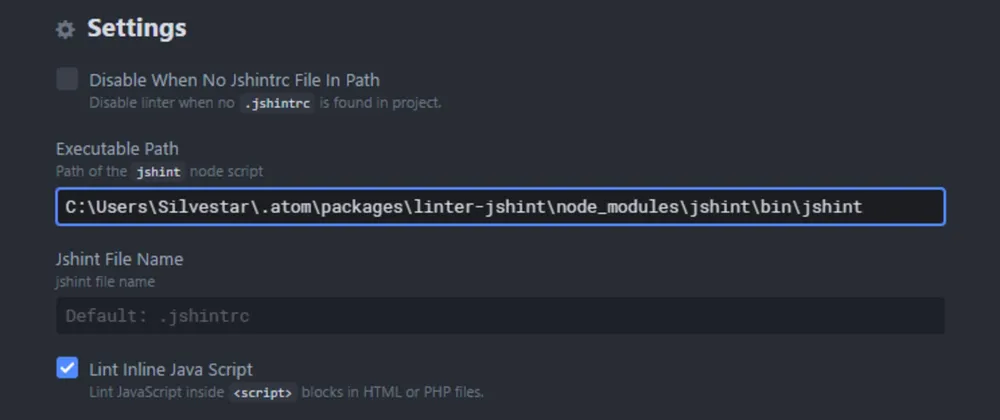 Settings
Disable When No Jshintrc File In Path
Disable linter when no .jshintrc is found in project.
Executable Path
Path of the jshint node script
C:\Users\Silvestar\.atom\packages\linter-jshint\node_modules\jshint\bin\jshint
Jshint File Name
jshint file name
Default: .jshintrc
Lint Inline Java Script
Lint JavaScript inside <script> blocks in HTML or PHP files.